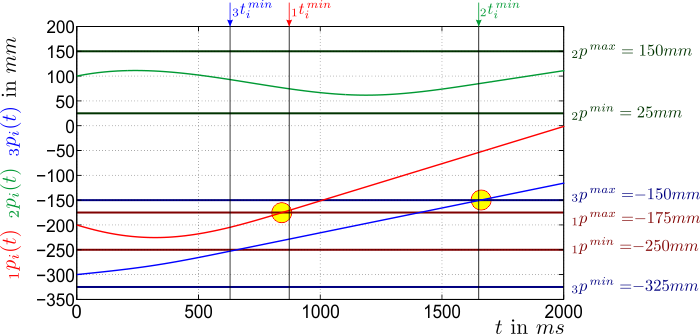 ₃tᵢᵐⁱⁿ ₁tᵢᵐⁱⁿ ₂tᵢᵐⁱⁿ
200
150
100
50
0
−50
−100
−150
−200
−250
−300
−350
₁pᵢ(t) ₂pᵢ(t) ₃pᵢ(t) in mm
₂pᵐᵃˣ = 150mm
₂pᵐⁱⁿ = 25mm
₃pᵐᵃˣ =−150mm
₁pᵐᵃˣ =−175mm
₁pᵐⁱⁿ =−250mm
₃pᵐⁱⁿ =−325mm
0 500 1000 1500 2000
t in ms